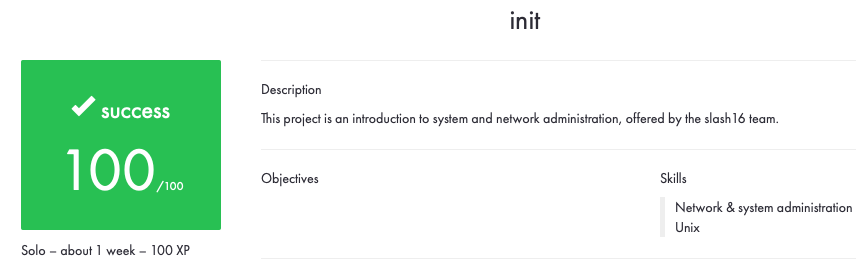 init
success
100/100
Solo – about 1 week – 100 XP
Description
This project is an introduction to system and network administration, offered by the slash16 team.
Objectives
Skills
Network & system administration
Unix